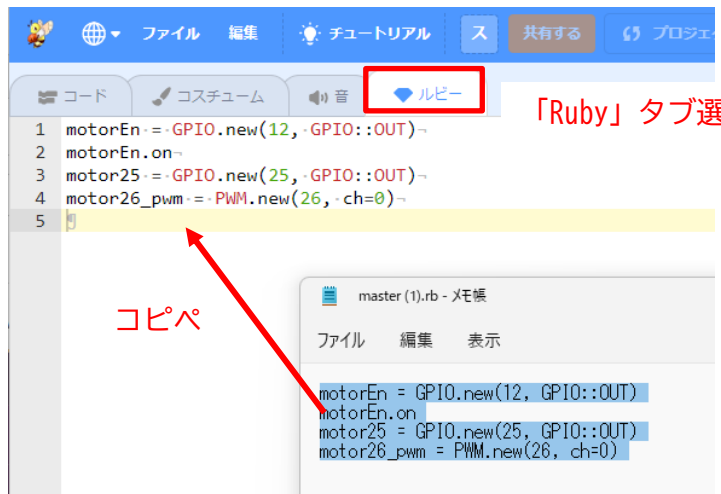 ファイル 編集 チュートリアル ス 共有する プロジェ
コード コスチューム 音 ルビー
「Ruby」タブ選
1 motorEn = GPIO.new(12, GPIO::OUT)
2 motorEn.on
3 motor25 = GPIO.new(25, GPIO::OUT)
4 motor26_pwm = PWM.new(26, ch=0)
5
コピペ
master (1).rb - メモ帳
ファイル 編集 表示
motorEn = GPIO.new(12, GPIO::OUT)
motorEn.on
motor25 = GPIO.new(25, GPIO::OUT)
motor26_pwm = PWM.new(26, ch=0)